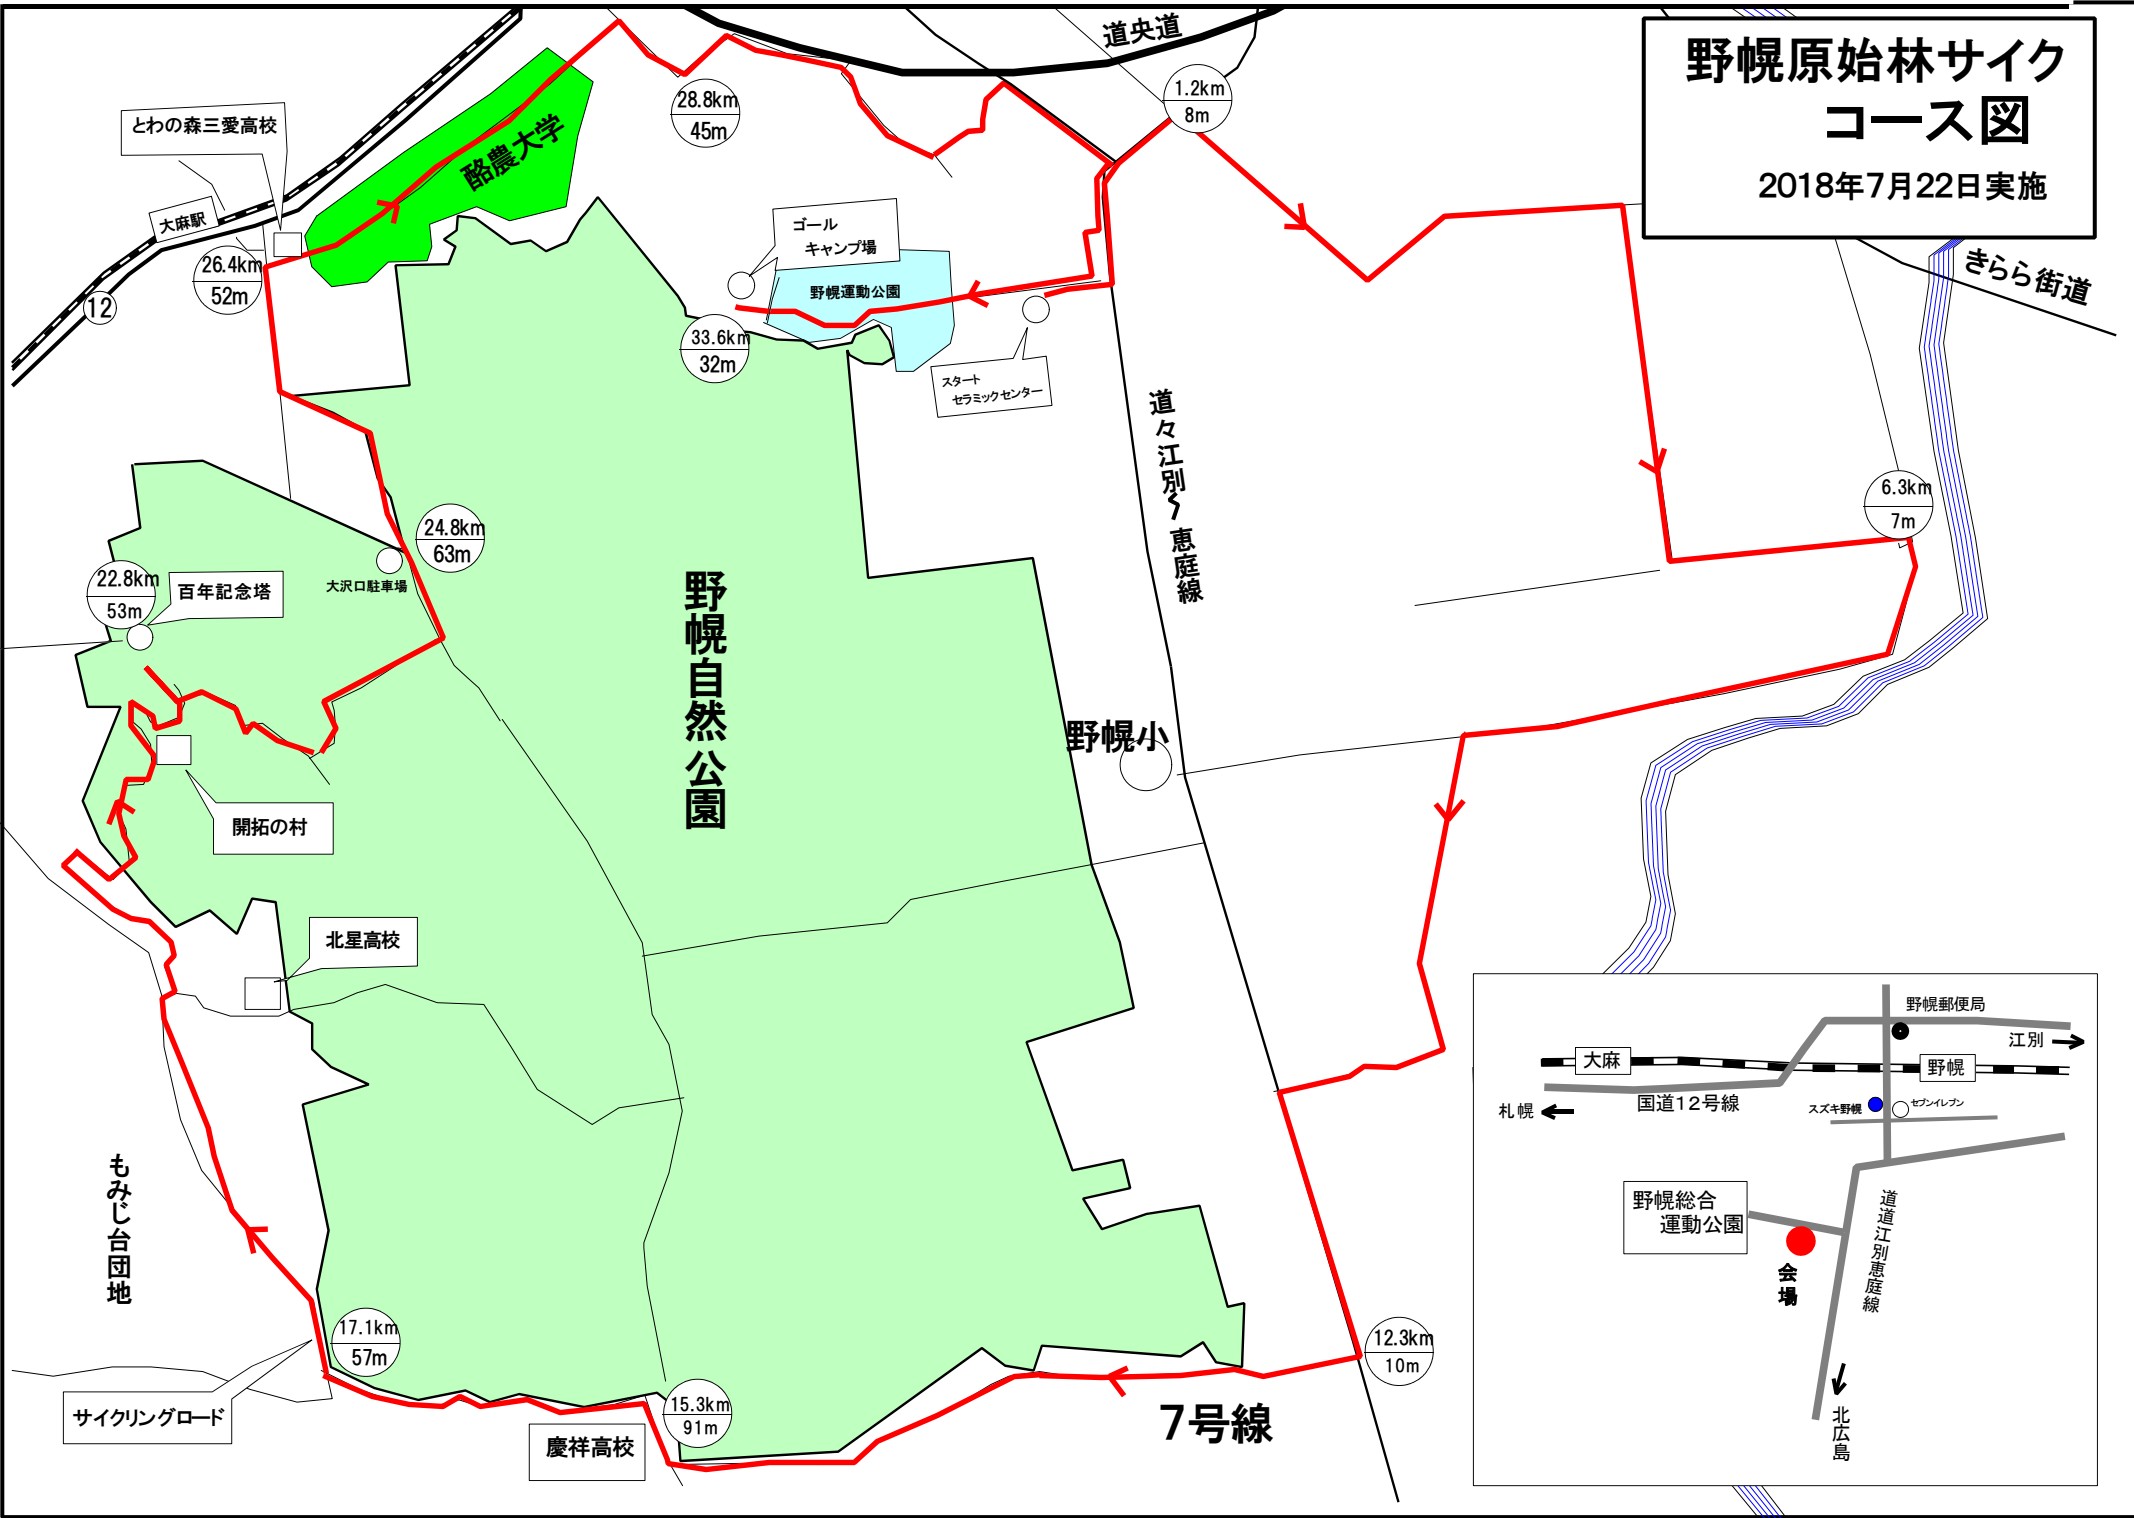 野幌原始林サイク
コース図
2018年7月22日実施
道央道
とわの森三愛高校
酪農大学
28.8km
45m
1.2km
8m
大麻駅
26.4km
52m
12
ゴール
キャンプ場
野幌運動公園
33.6km
32m
スタート
セラミックセンター
きらら街道
道々江別～恵庭線
6.3km
7m
24.8km
63m
大沢口駐車場
22.8km
53m
百年記念塔
野幌自然公園
野幌小
開拓の村
北星高校
もみじ台団地
17.1km
57m
サイクリングロード
慶祥高校
15.3km
91m
7号線
12.3km
10m
野幌郵便局
江別
大麻
野幌
札幌
国道12号線
スズキ野幌
セブンイレブン
野幌総合
運動公園
会場
道道江別恵庭線
北広島